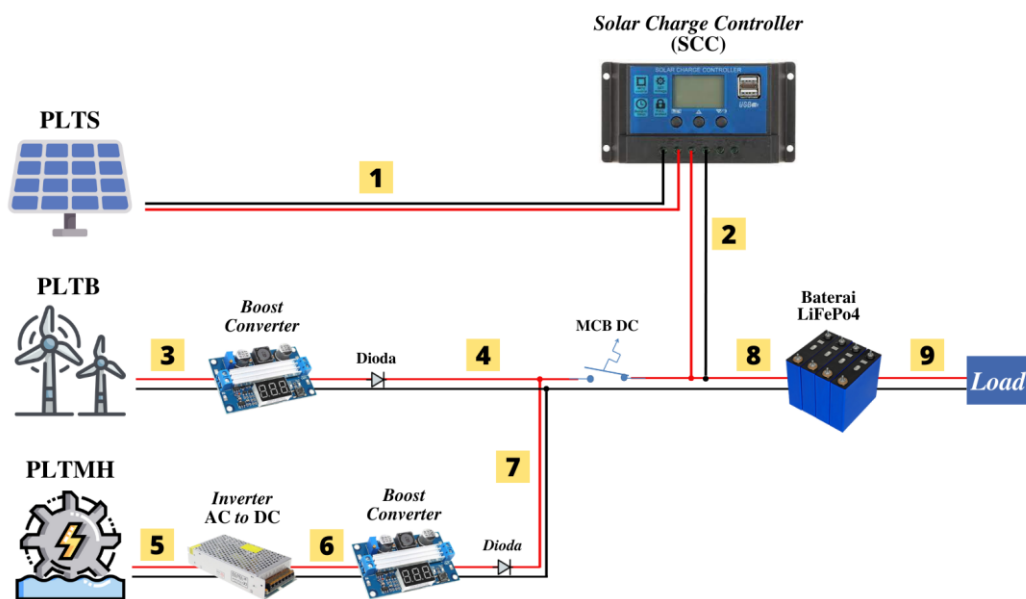 Solar Charge Controller
(SCC)
SOLAR CHARGE CONTROLLER
USB
PLTS
1
2
PLTB
Boost
Converter
Baterai
LiFePo4
MCB DC
3
Dioda
4
8
9
Load
PLTMH
7
Inverter
AC to DC
Boost
Converter
5
6
Dioda